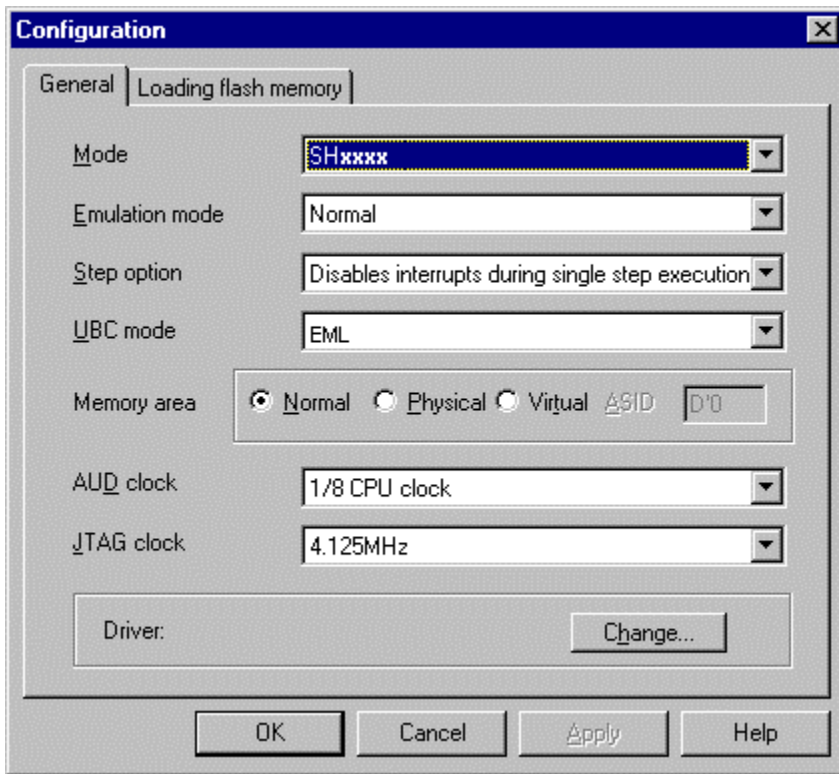 Configuration
General Loading flash memory
Mode SHxxxx
Emulation mode Normal
Step option Disables interrupts during single step execution
UBC mode EML
Memory area Normal Physical Virtual ASID D'0
AUD clock 1/8 CPU clock
JTAG clock 4.125MHz
Driver: Change...
OK Cancel Apply Help